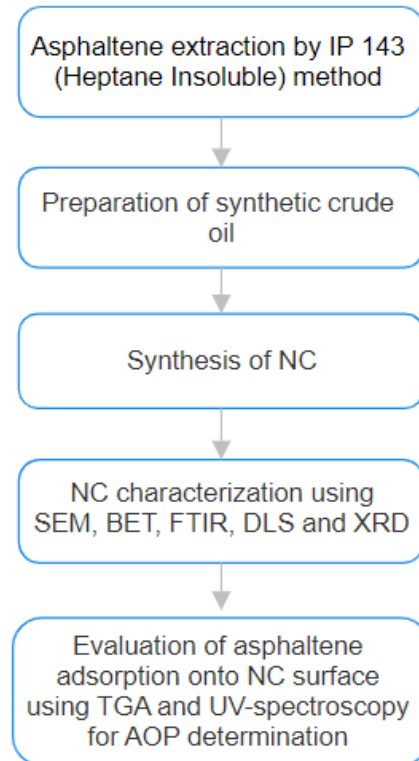 Asphaltene extraction by IP 143
(Heptane Insoluble) method
Preparation of synthetic crude
oil
Synthesis of NC
NC characterization using
SEM, BET, FTIR, DLS and XRD
Evaluation of asphaltene
adsorption onto NC surface
using TGA and UV-spectroscopy
for AOP determination